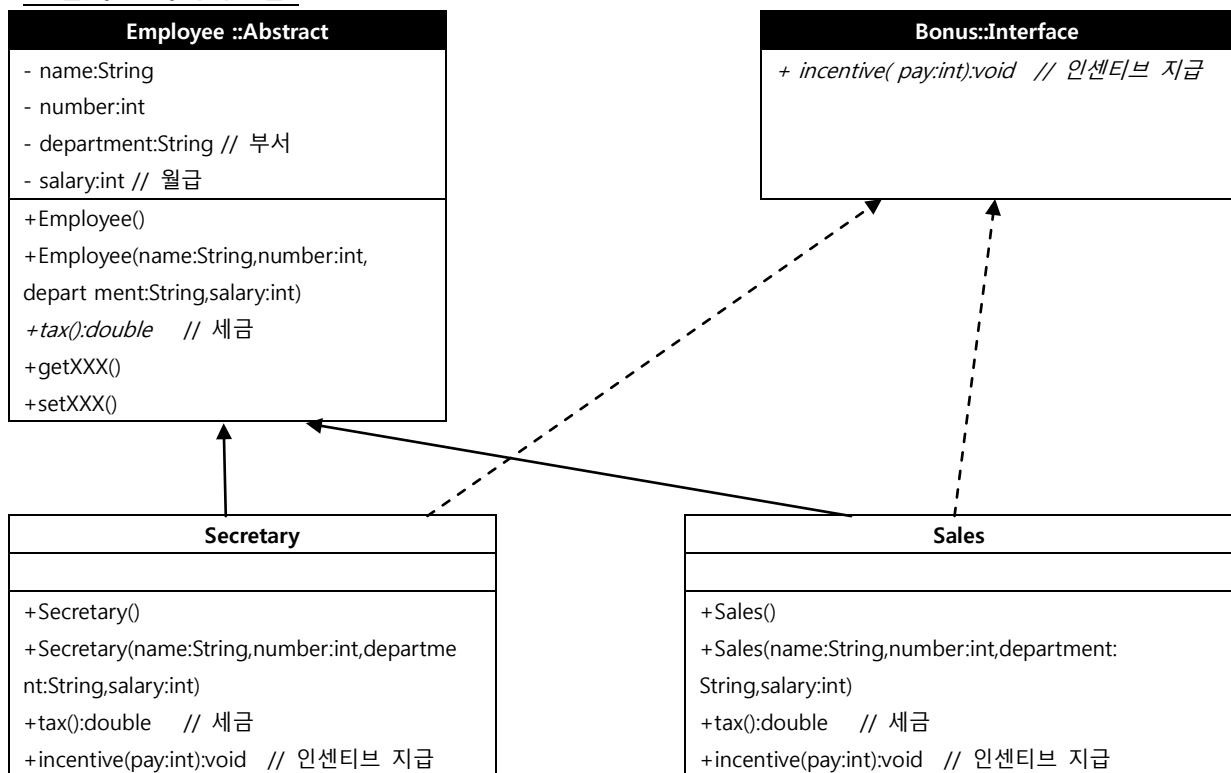 Employee ::Abstract
- name:String
- number:int
- department:String // 부서
- salary:int // 월급
+Employee()
+Employee(name:String,number:int,
depart ment:String,salary:int)
+tax():double // 세금
+getXXX()
+setXXX()
Bonus::Interface
+ incentive( pay:int):void // 인센티브 지급
Secretary
+Secretary()
+Secretary(name:String,number:int,departme
nt:String,salary:int)
+tax():double // 세금
+incentive(pay:int):void // 인센티브 지급
Sales
+Sales()
+Sales(name:String,number:int,department:
String,salary:int)
+tax():double // 세금
+incentive(pay:int):void // 인센티브 지급